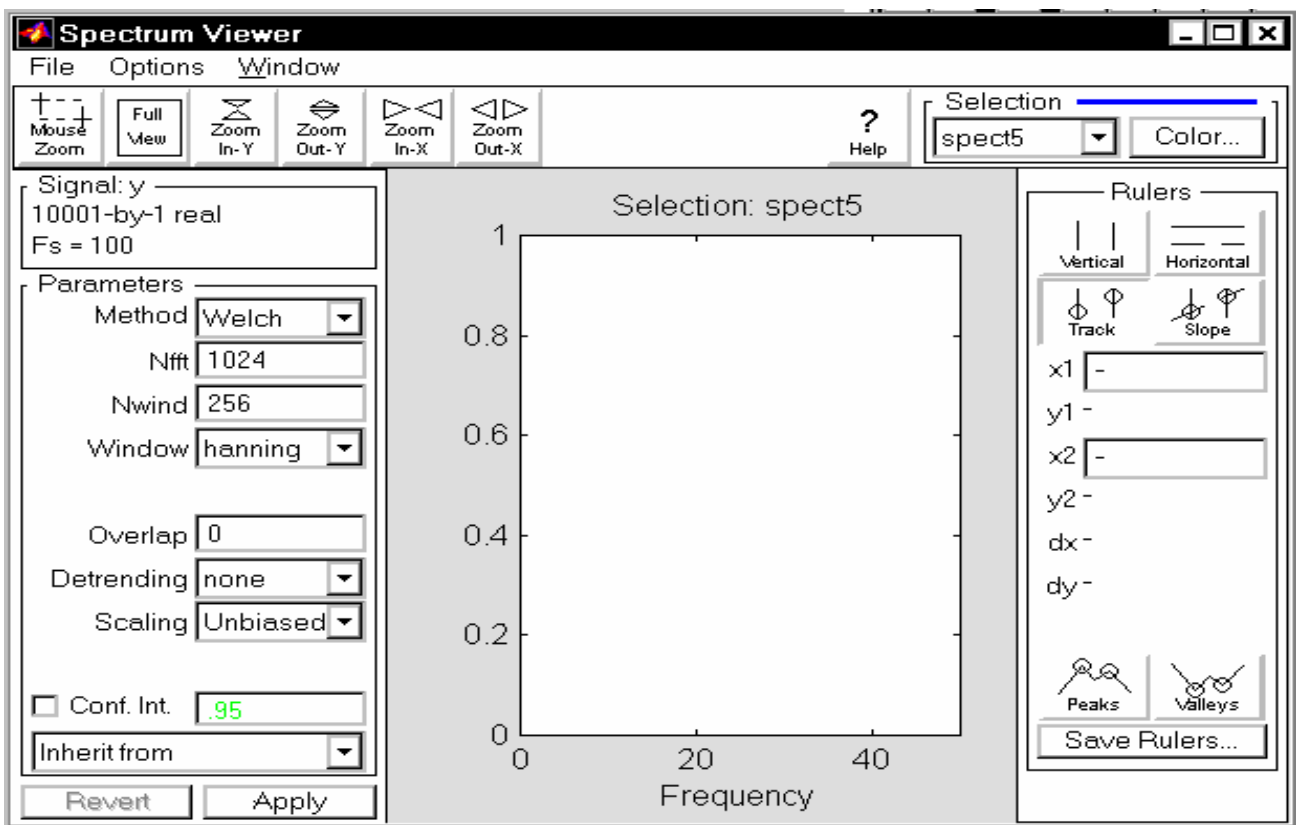 Spectrum Viewer
File Options Window
Mouse Zoom
Full View
Zoom In-Y
Zoom Out-Y
Zoom In-X
Zoom Out-X
? Help
Selection
spect5
Color...
Signal: y
10001-by-1 real
Fs = 100
Parameters
Method Welch
Nfft 1024
Nwind 256
Window hanning
Overlap 0
Detrending none
Scaling Unbiased
Conf. Int. .95
Inherit from
Revert Apply
Selection: spect5
1
0.8
0.6
0.4
0.2
0
0 20 40
Frequency
Rulers
Vertical Horizontal
Track Slope
x1 -
y1 -
x2 -
y2 -
dx -
dy -
Peaks Valleys
Save Rulers...